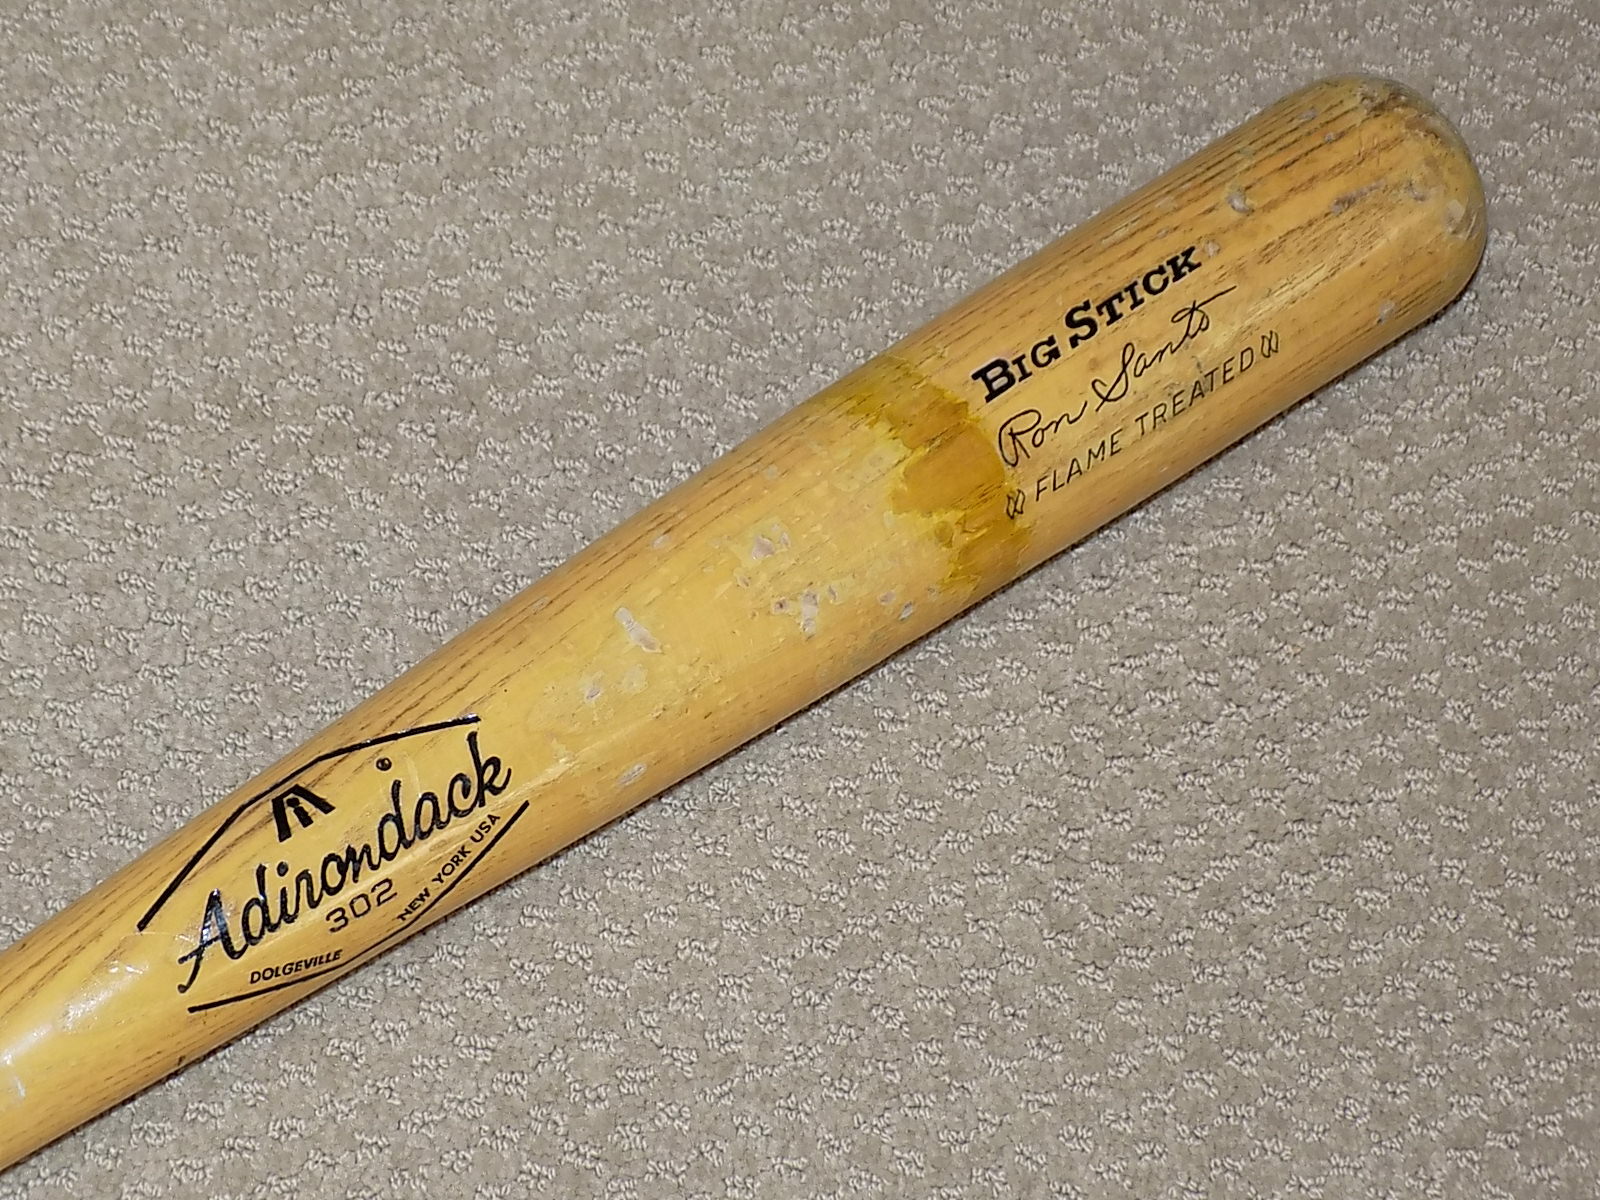 BIG STICK
Ron Santo
FLAME TREATED
®
Adirondack
302
DOLGEVILLE NEW YORK USA